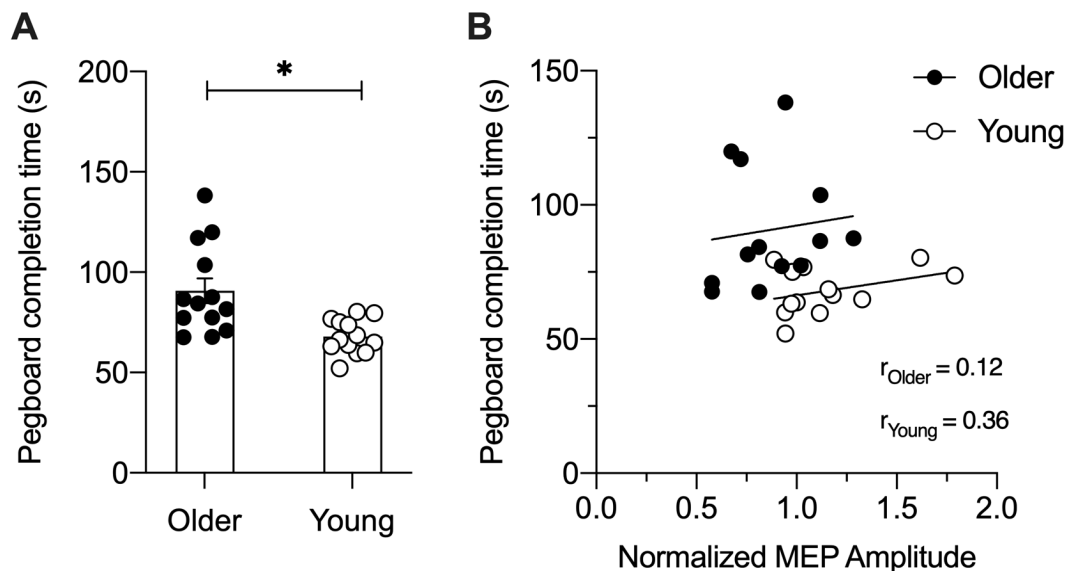 A
Pegboard completion time (s)
200
150
100
50
0
*
Older
Young
B
Pegboard completion time (s)
150
100
50
0
Older
Young
rOlder = 0.12
rYoung = 0.36
0.0 0.5 1.0 1.5 2.0
Normalized MEP Amplitude